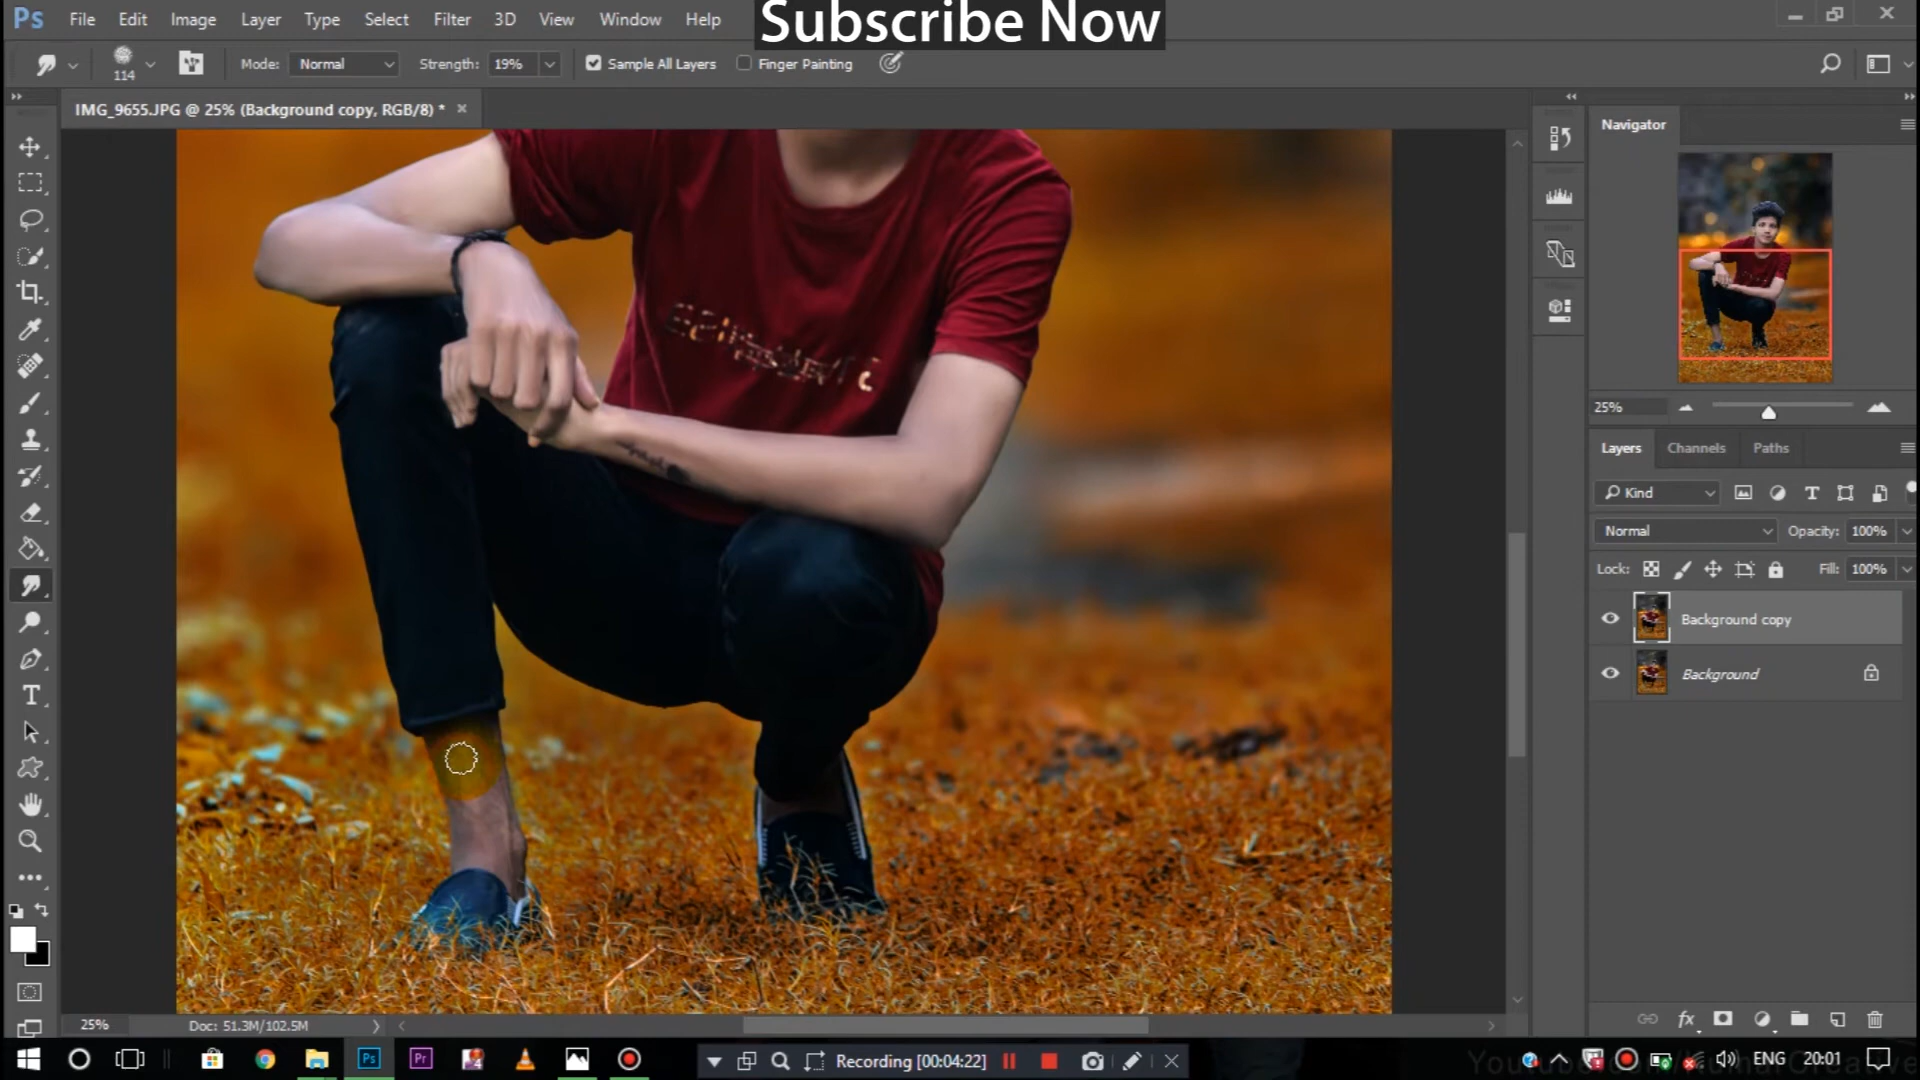 Subscribe Now
Ps File Edit Image Layer Type Select Filter 3D View Window Help
114 Mode: Normal Strength: 19% Sample All Layers Finger Painting
IMG_9655.JPG @ 25% (Background copy, RGB/8) *
Navigator
25%
Layers Channels Paths
Kind
Normal Opacity: 100%
Lock: Fill: 100%
Background copy
Background
fx
25% Doc: 51.3M/102.5M
Ps Pr Recording [00:04:22] ENG 20:01